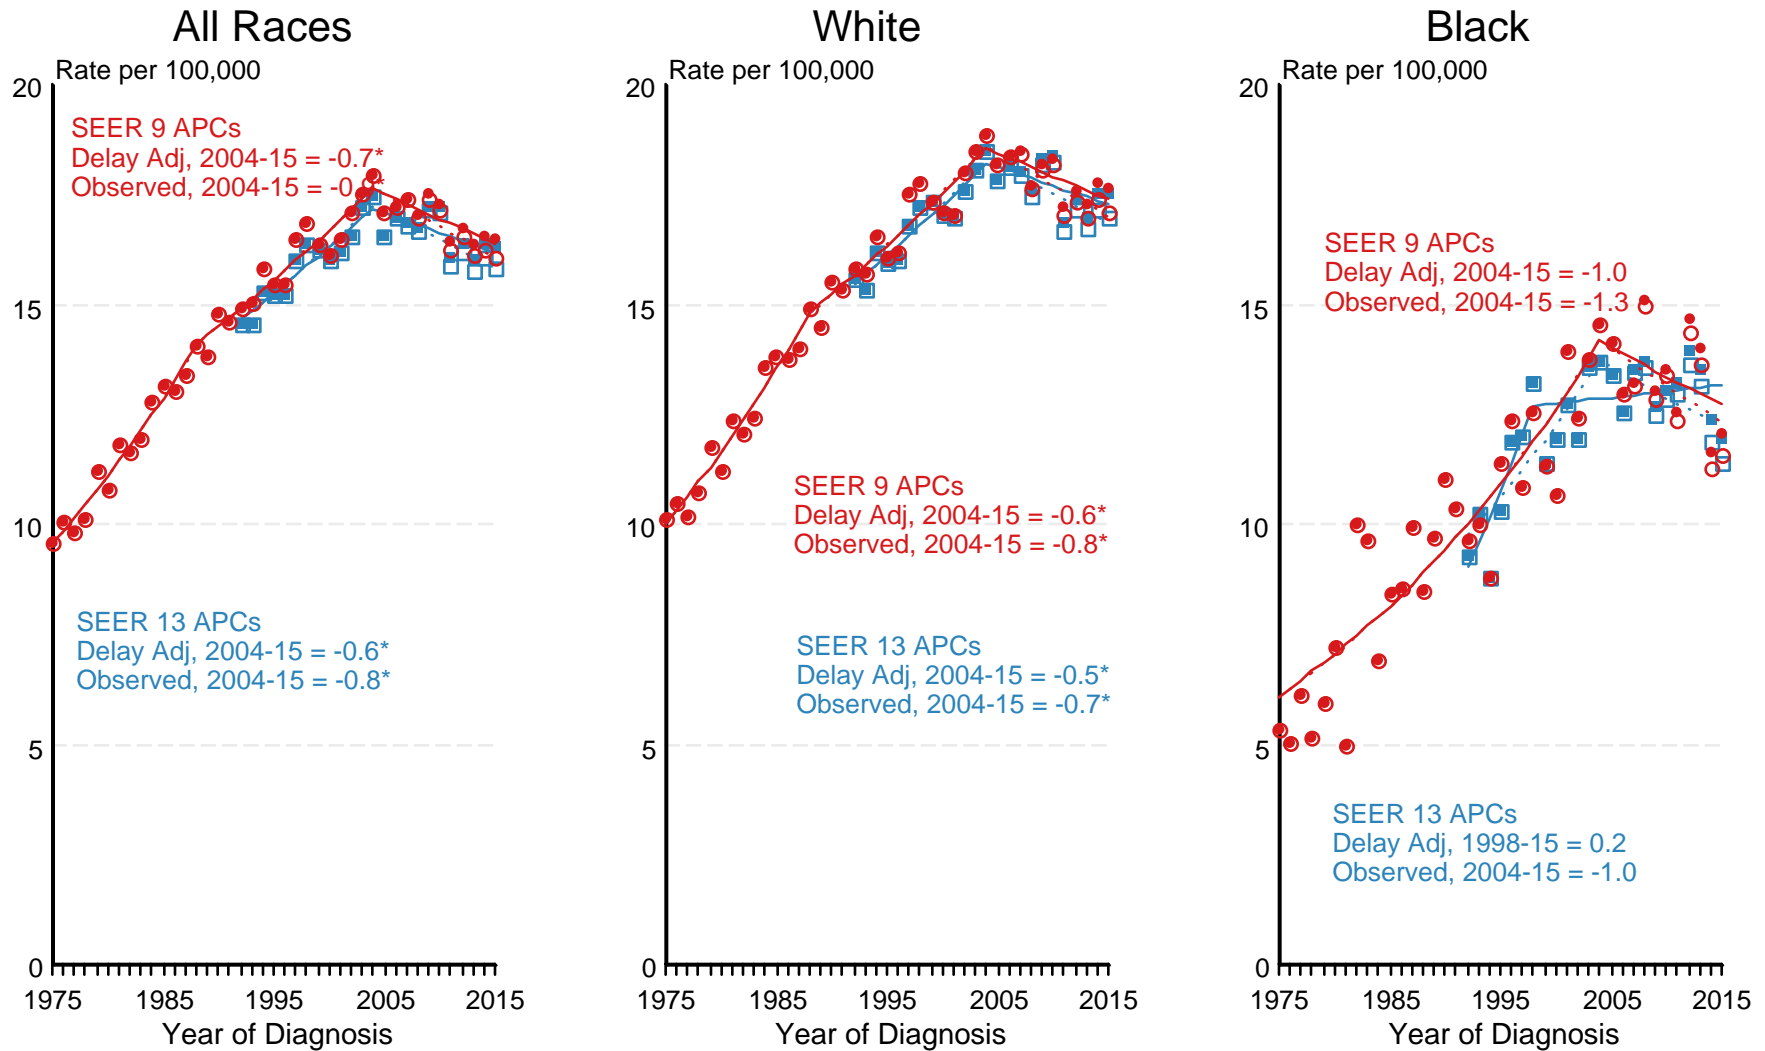 All Races
Rate per 100,000
20
SEER 9 APCs
Delay Adj, 2004-15 = -0.7*
Observed, 2004-15 = -0 *
15
10
SEER 13 APCs
Delay Adj, 2004-15 = -0.6*
Observed, 2004-15 = -0.8*
5
0
1975 1985 1995 2005 2015
Year of Diagnosis
White
Rate per 100,000
20
15
10
SEER 9 APCs
Delay Adj, 2004-15 = -0.6*
Observed, 2004-15 = -0.8*
SEER 13 APCs
Delay Adj, 2004-15 = -0.5*
Observed, 2004-15 = -0.7*
5
0
1975 1985 1995 2005 2015
Year of Diagnosis
Black
Rate per 100,000
20
SEER 9 APCs
Delay Adj, 2004-15 = -1.0
Observed, 2004-15 = -1.3
15
10
5
SEER 13 APCs
Delay Adj, 1998-15 = 0.2
Observed, 2004-15 = -1.0
0
1975 1985 1995 2005 2015
Year of Diagnosis